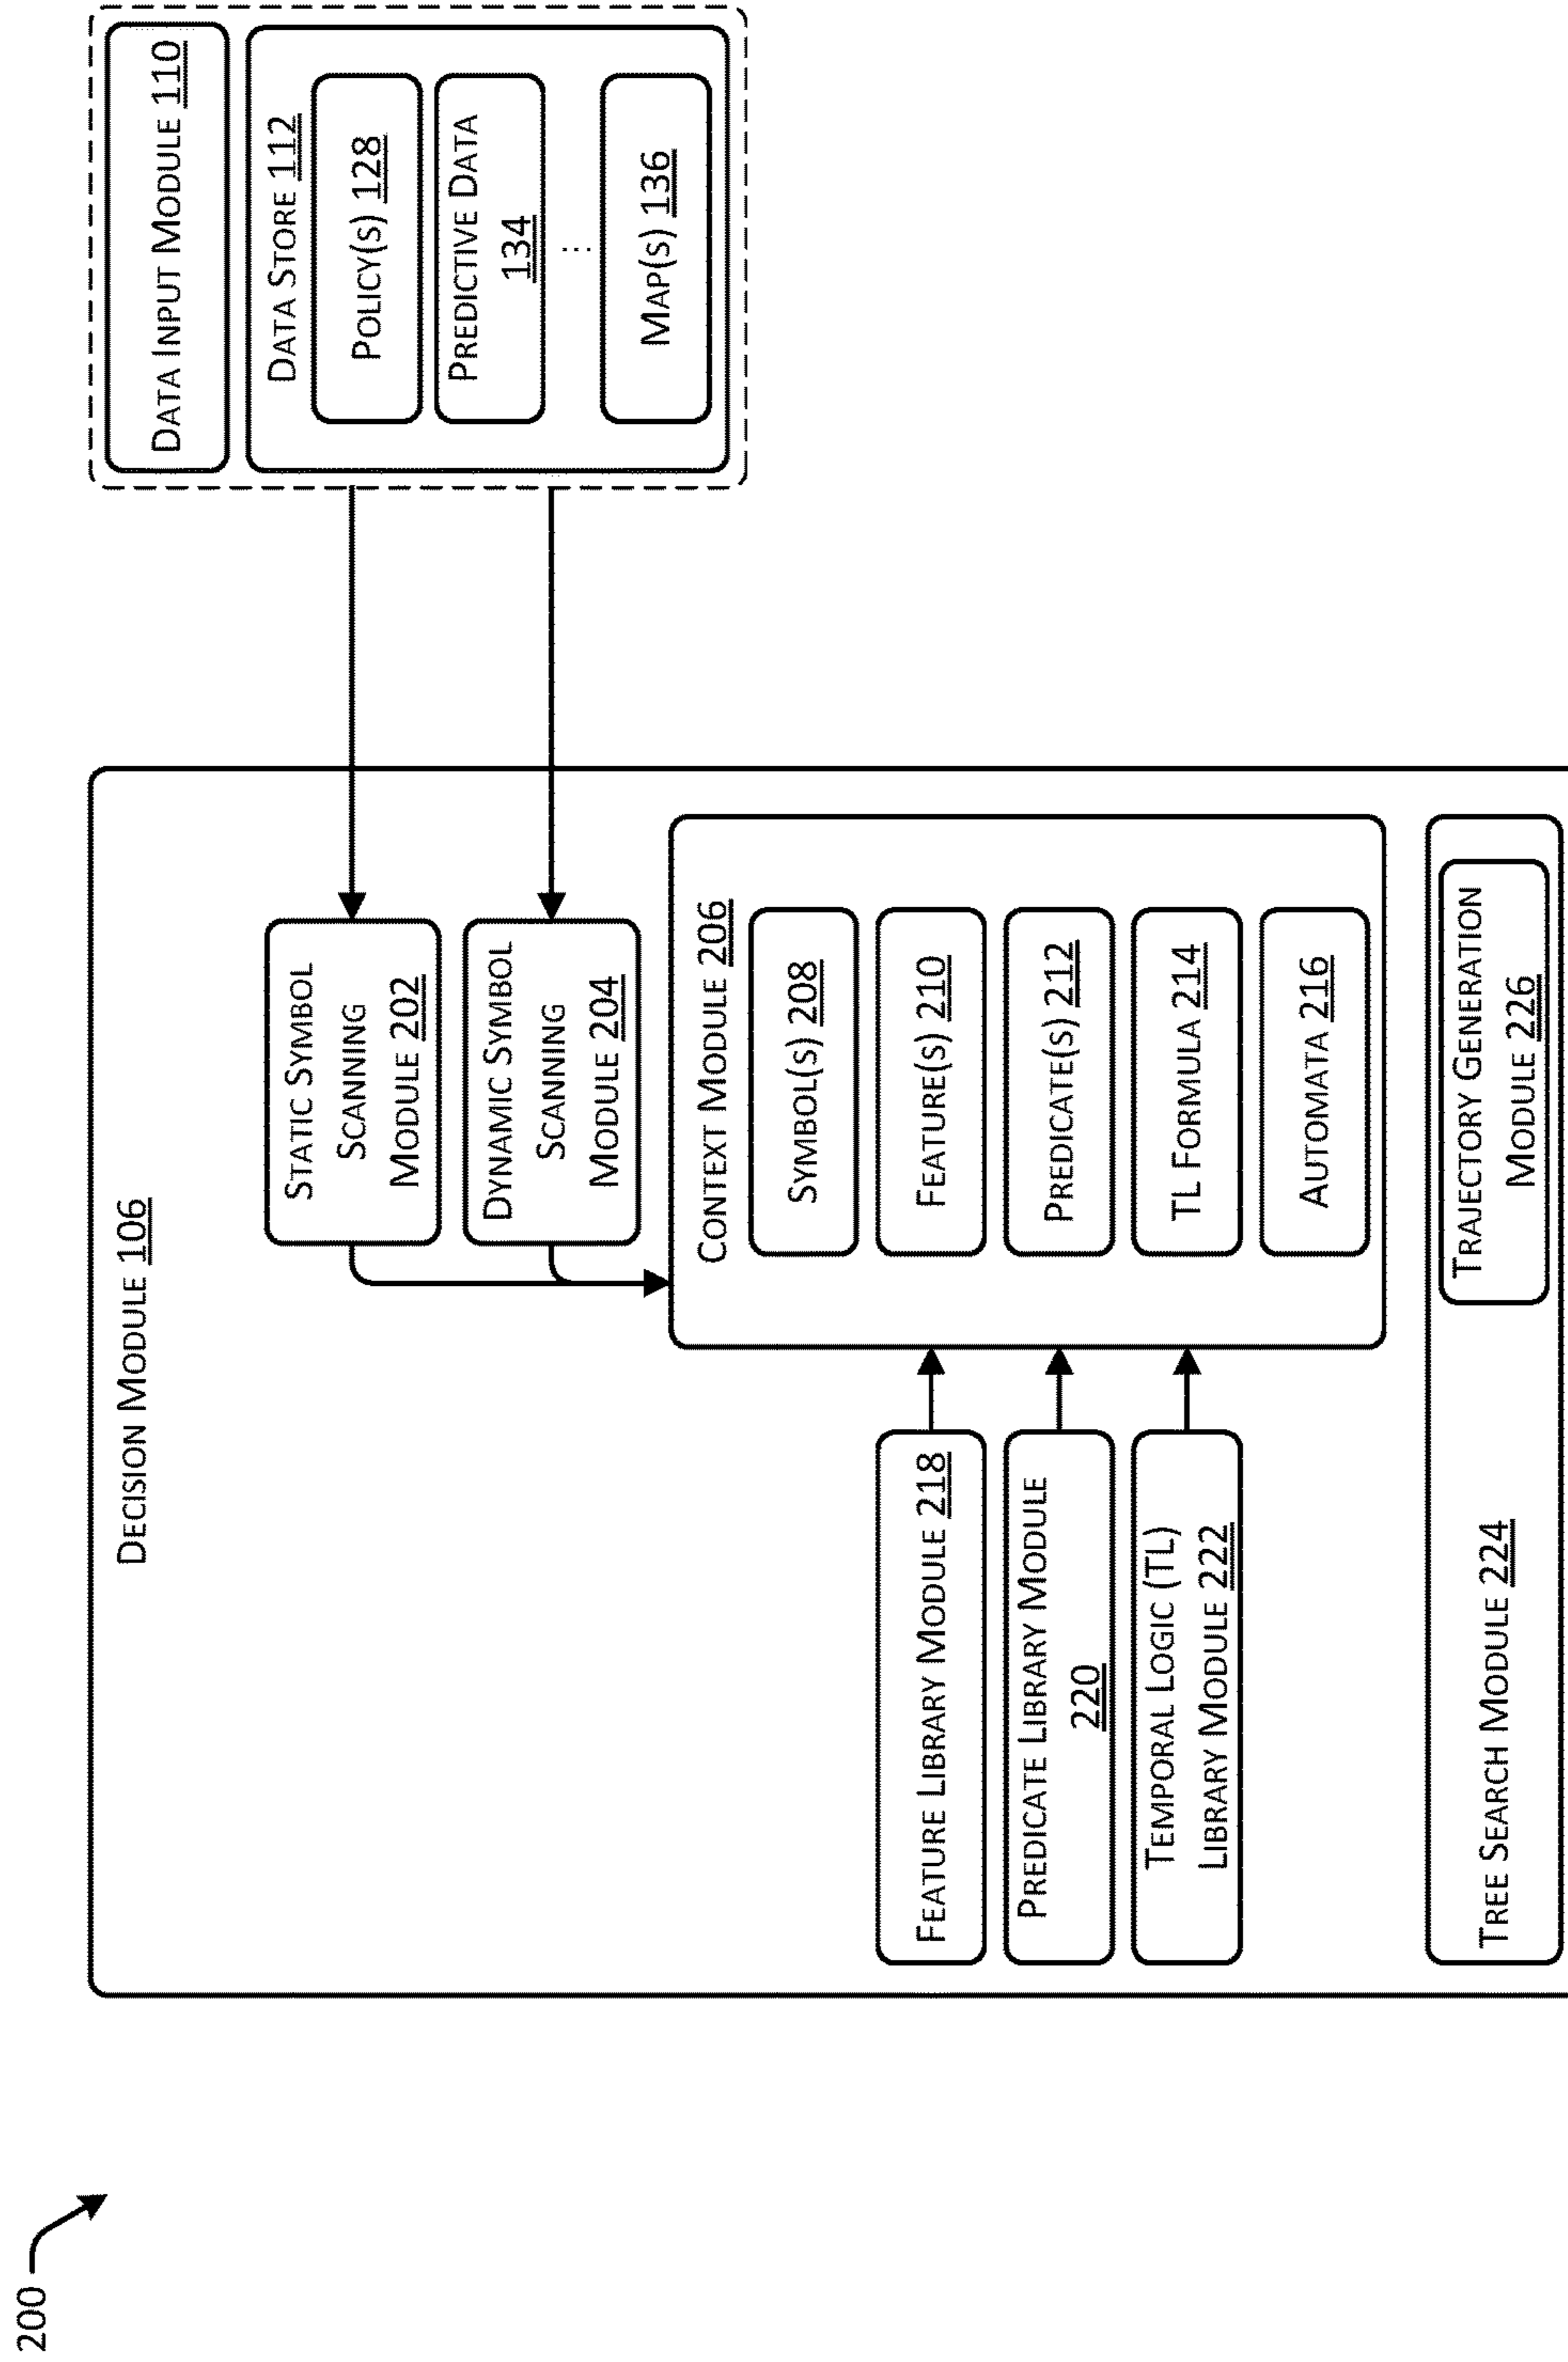 200
DECISION MODULE 106
STATIC SYMBOL
SCANNING
MODULE 202
DYNAMIC SYMBOL
SCANNING
MODULE 204
CONTEXT MODULE 206
SYMBOL(S) 208
FEATURE(S) 210
PREDICATE(S) 212
TL FORMULA 214
AUTOMATA 216
FEATURE LIBRARY MODULE 218
PREDICATE LIBRARY MODULE
220
TEMPORAL LOGIC (TL)
LIBRARY MODULE 222
TREE SEARCH MODULE 224
TRAJECTORY GENERATION
MODULE 226
DATA INPUT MODULE 110
DATA STORE 112
POLICY(S) 128
PREDICTIVE DATA
134
...
MAP(S) 136